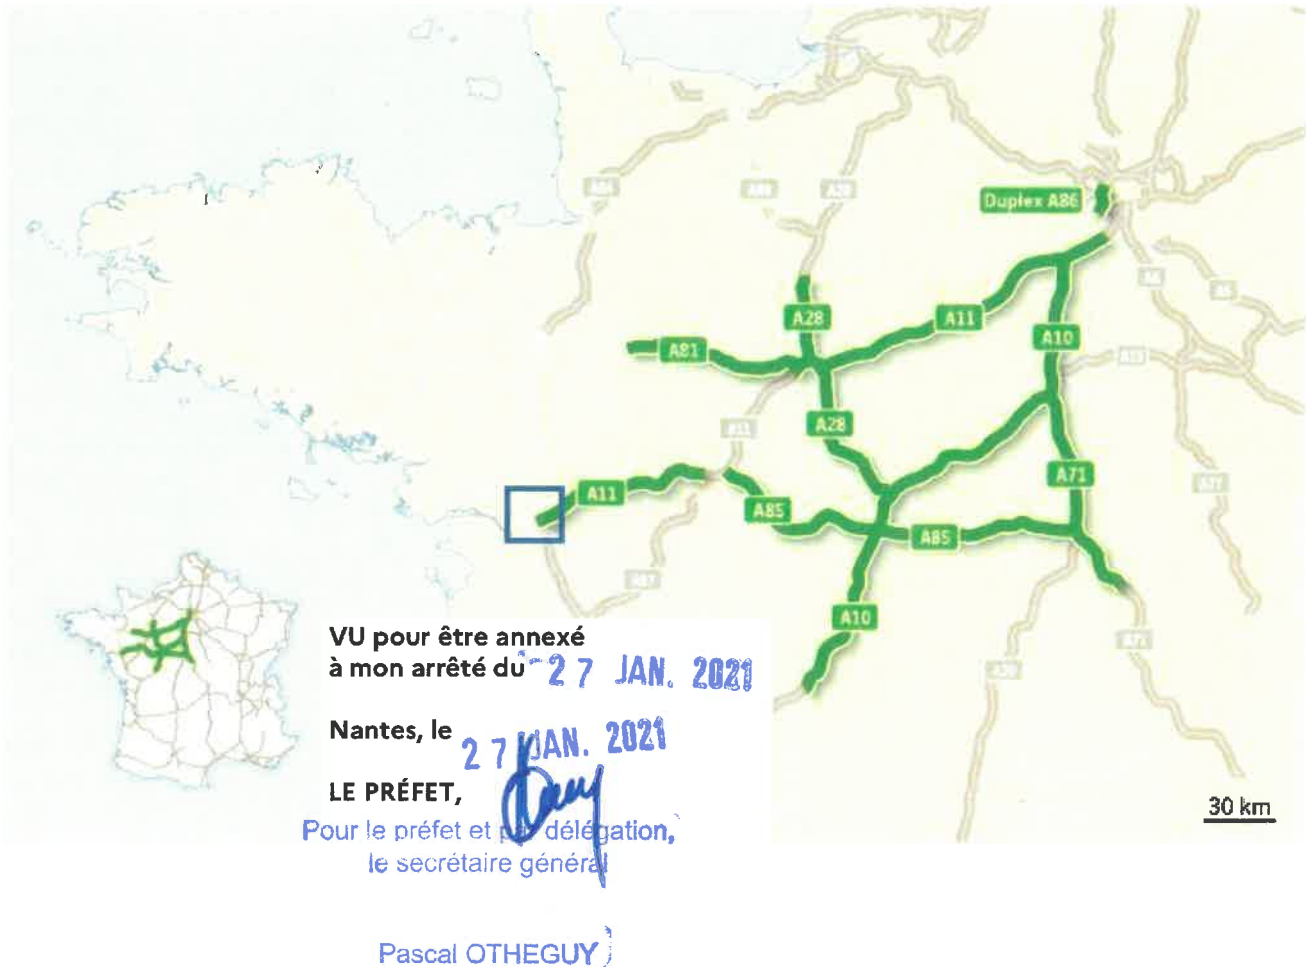 Duplex A86
A28
A11
A10
A81
A28
A11
A71
A11
A85
A85
A10
VU pour être annexé
à mon arrêté du 27 JAN. 2021
Nantes, le 27 JAN. 2021
LE PRÉFET,
Pour le préfet et par délégation,
le secrétaire général
Pascal OTHEGUY
30 km